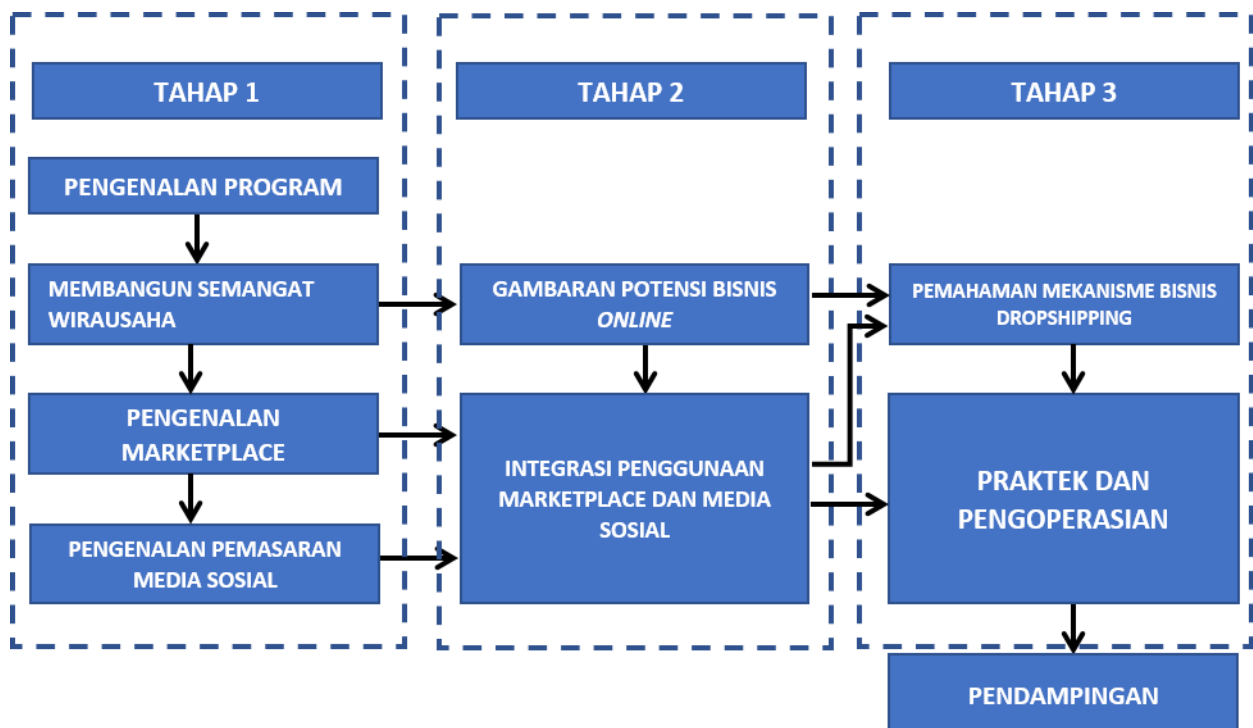 TAHAP 1
PENGENALAN PROGRAM
MEMBANGUN SEMANGAT
WIRAUSAHA
PENGENALAN
MARKETPLACE
PENGENALAN PEMASARAN
MEDIA SOSIAL
TAHAP 2
GAMBARAN POTENSI BISNIS
ONLINE
INTEGRASI PENGGUNAAN
MARKETPLACE DAN MEDIA
SOSIAL
TAHAP 3
PEMAHAMAN MEKANISME BISNIS
DROPSHIPPING
PRAKTEK DAN
PENGOPERASIAN
PENDAMPINGAN